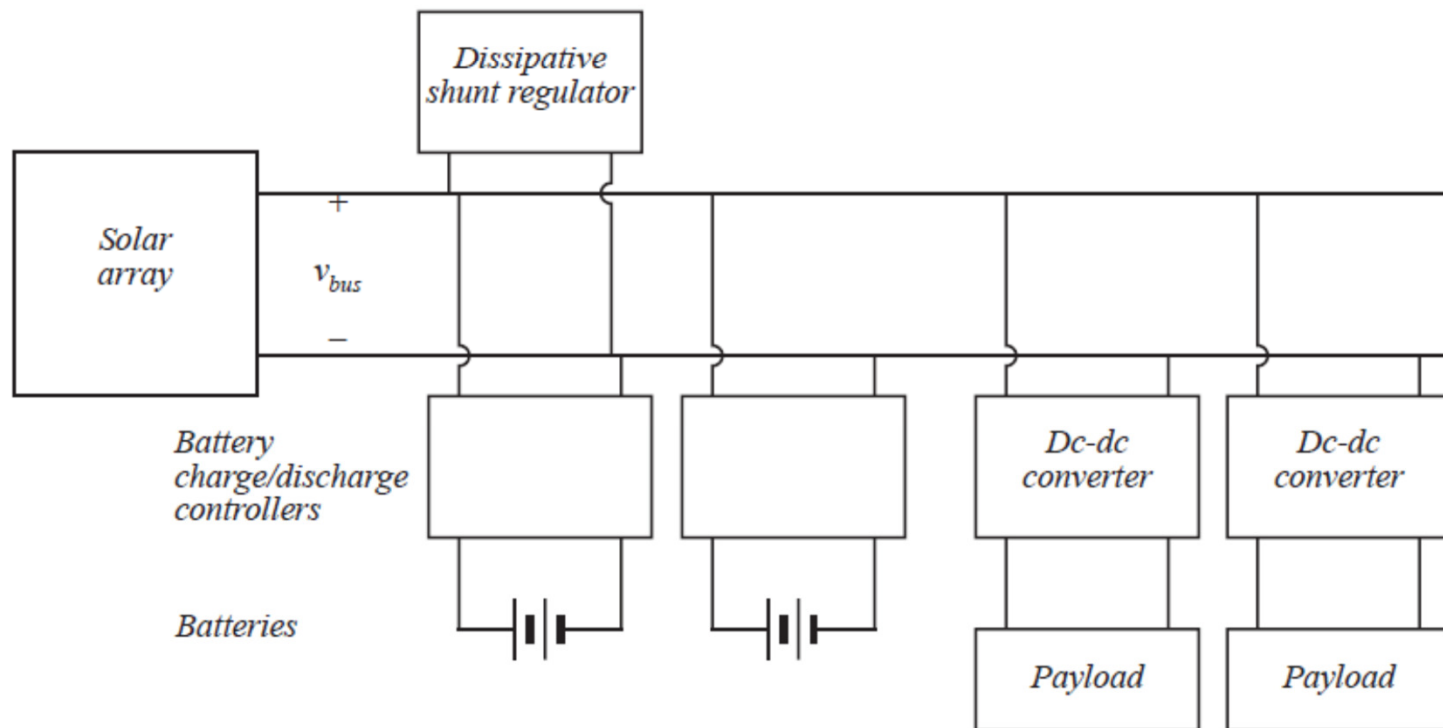 Dissipative
shunt regulator
Solar
array
+
v_bus
–
Battery
charge/discharge
controllers
Dc-dc
converter
Dc-dc
converter
Batteries
Payload
Payload